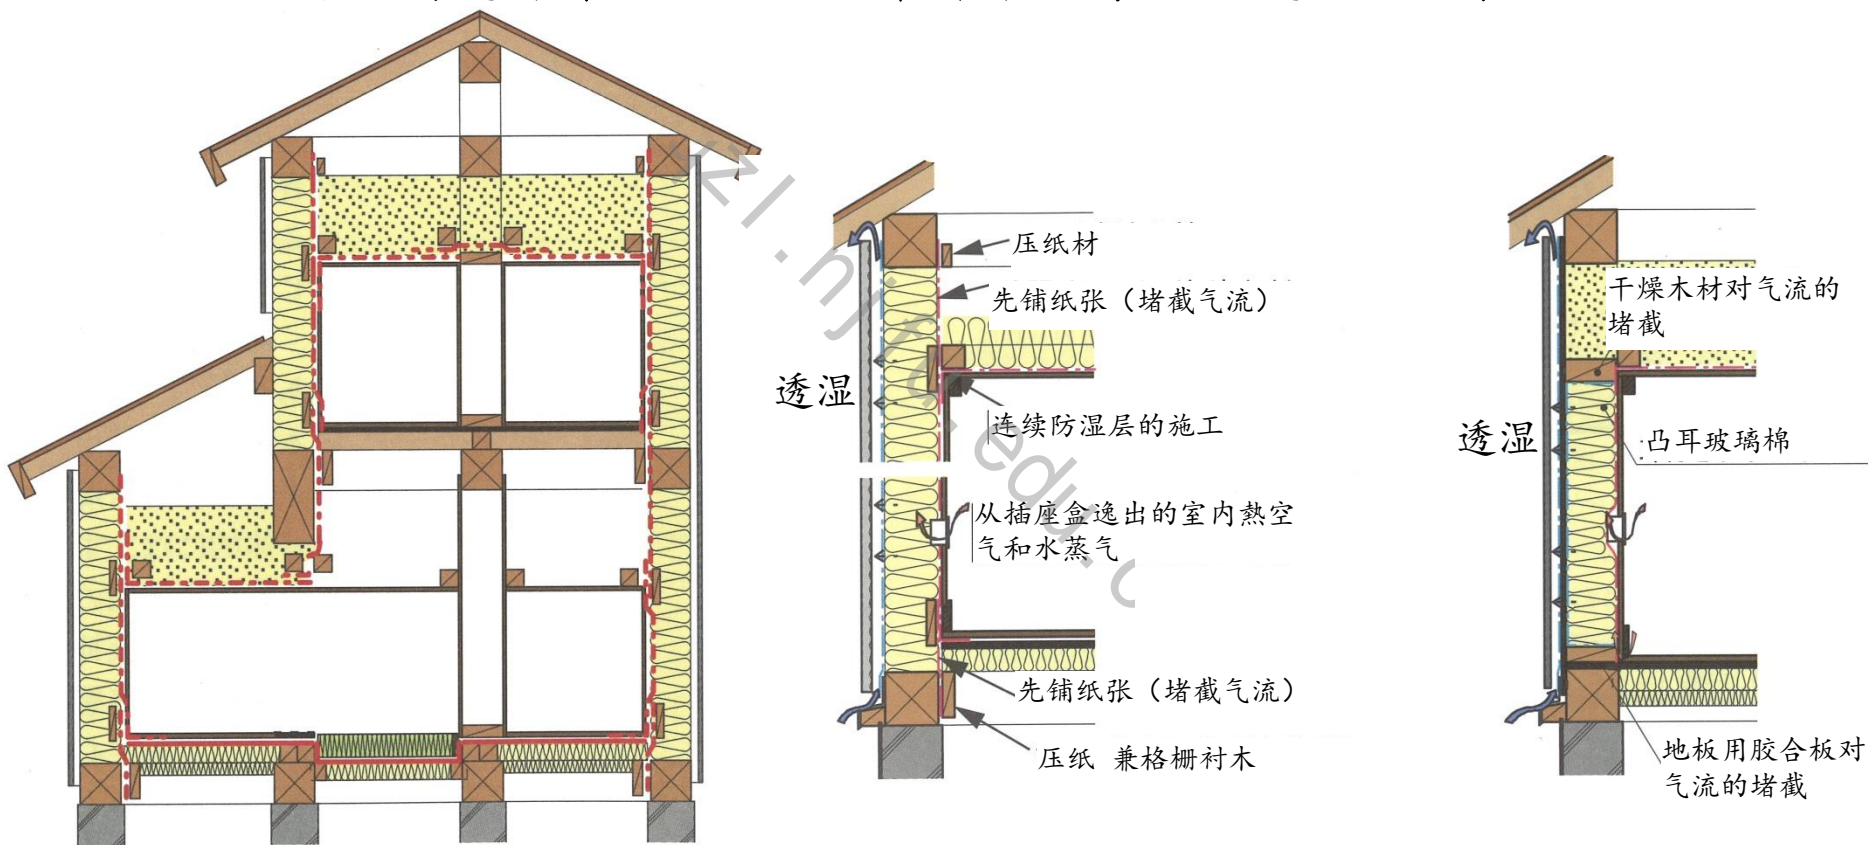 压纸材
先铺纸张（堵截气流）
透湿
连续防湿层的施工
从插座盒逸出的室内熱空
气和水蒸气
先铺纸张（堵截气流）
压纸 兼格栅衬木
干燥木材对气流的
堵截
透湿
凸耳玻璃棉
地板用胶合板对
气流的堵截